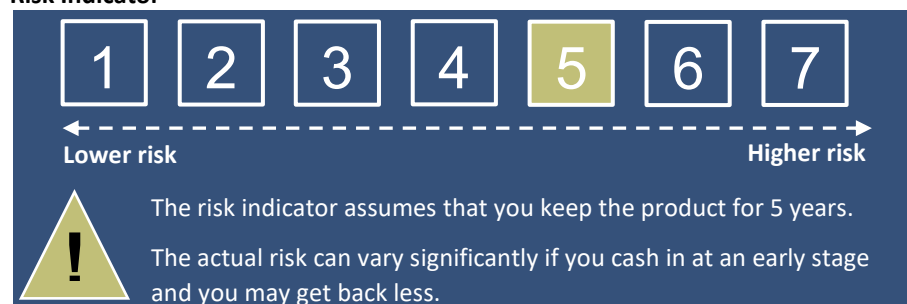 Risk Indicator
1 2 3 4 5 6 7
Lower risk Higher risk
The risk indicator assumes that you keep the product for 5 years.
!
The actual risk can vary significantly if you cash in at an early stage
and you may get back less.